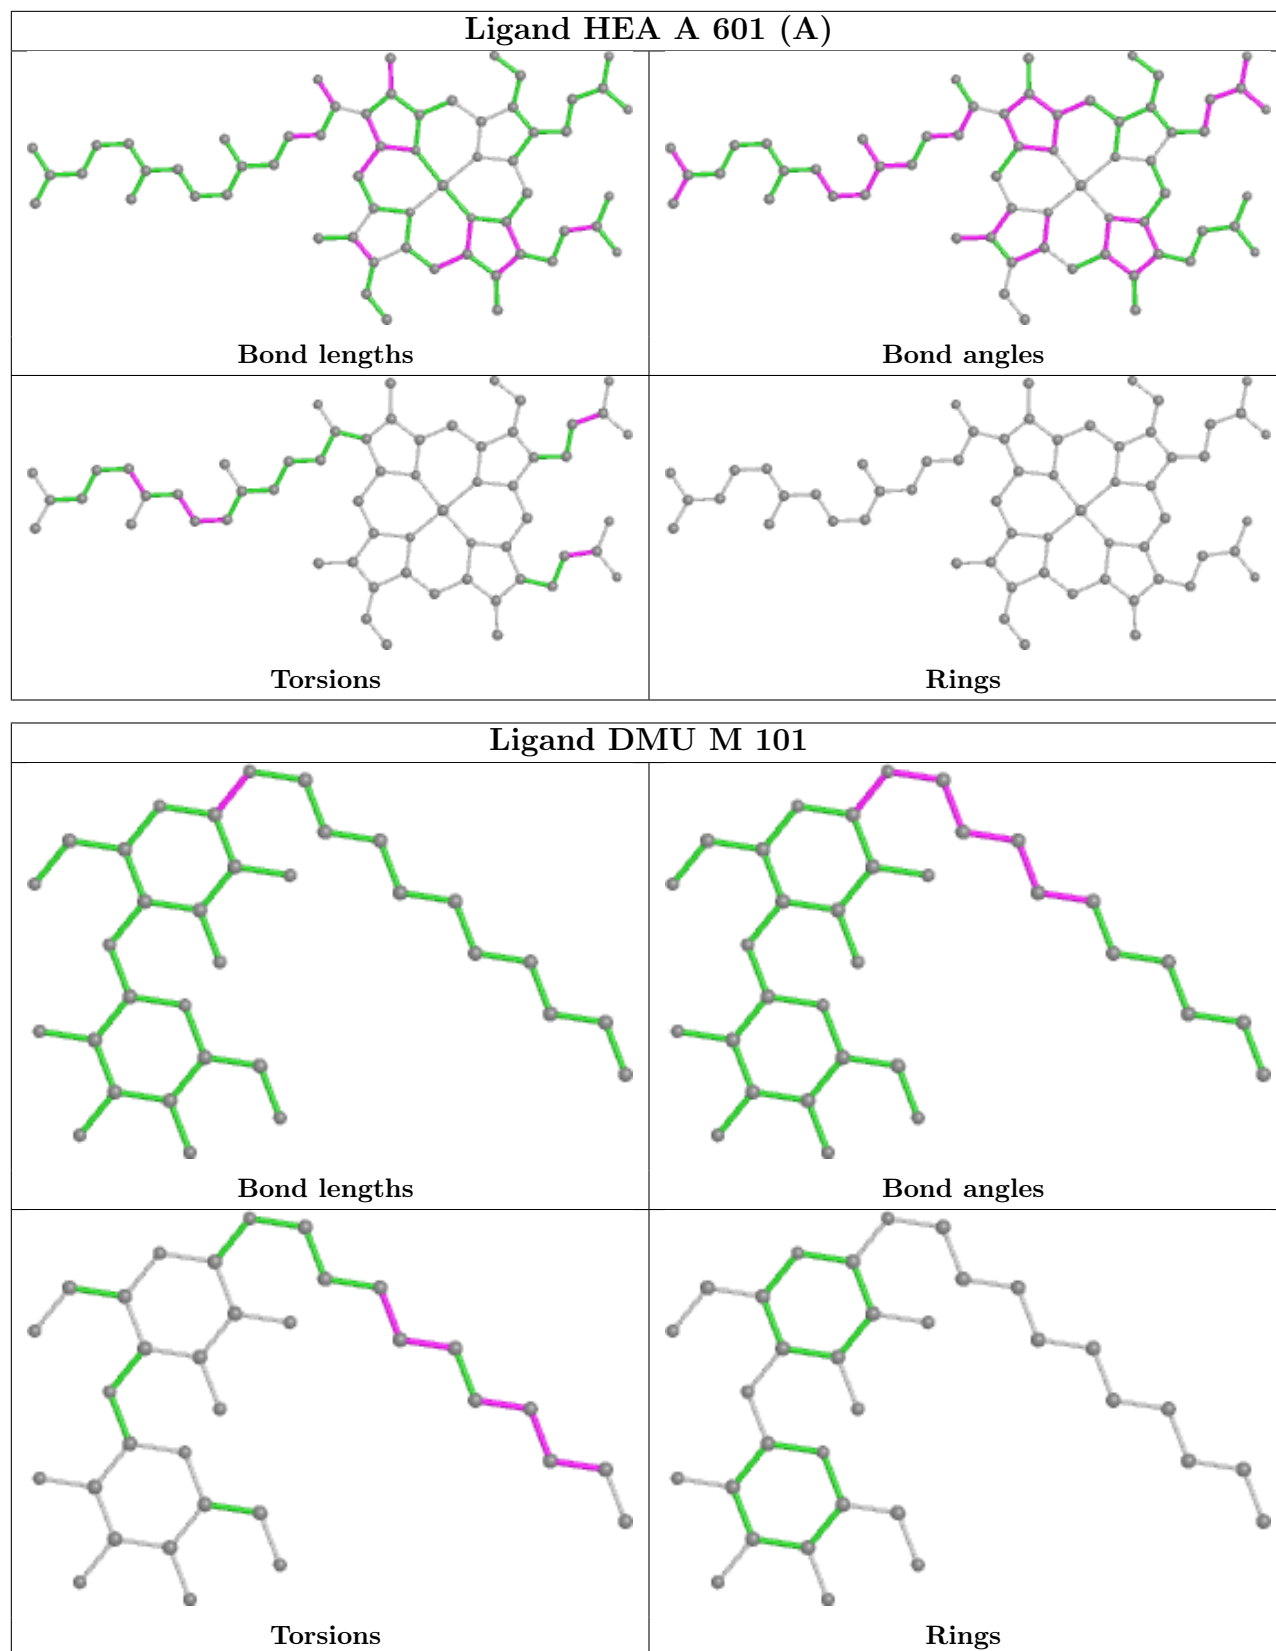 Ligand HEA A 601 (A)
Bond lengths
Bond angles
Torsions
Rings
Ligand DMU M 101
Bond lengths
Bond angles
Torsions
Rings